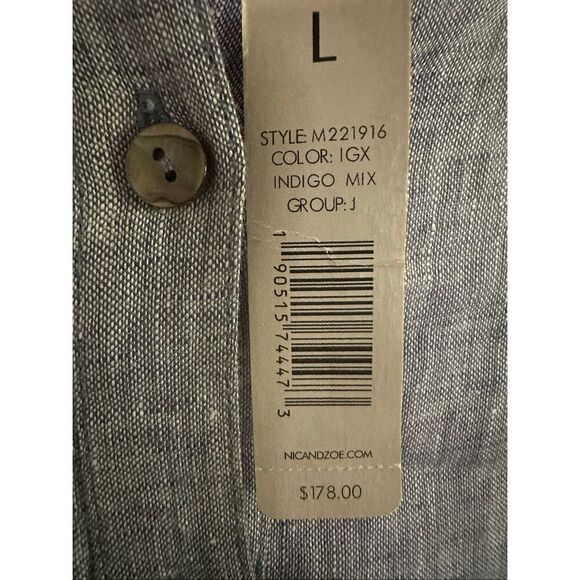 L
STYLE: M221916
COLOR: IGX
INDIGO MIX
GROUP: J
1 90515 74447 3
NICANDZOE.COM
$178.00